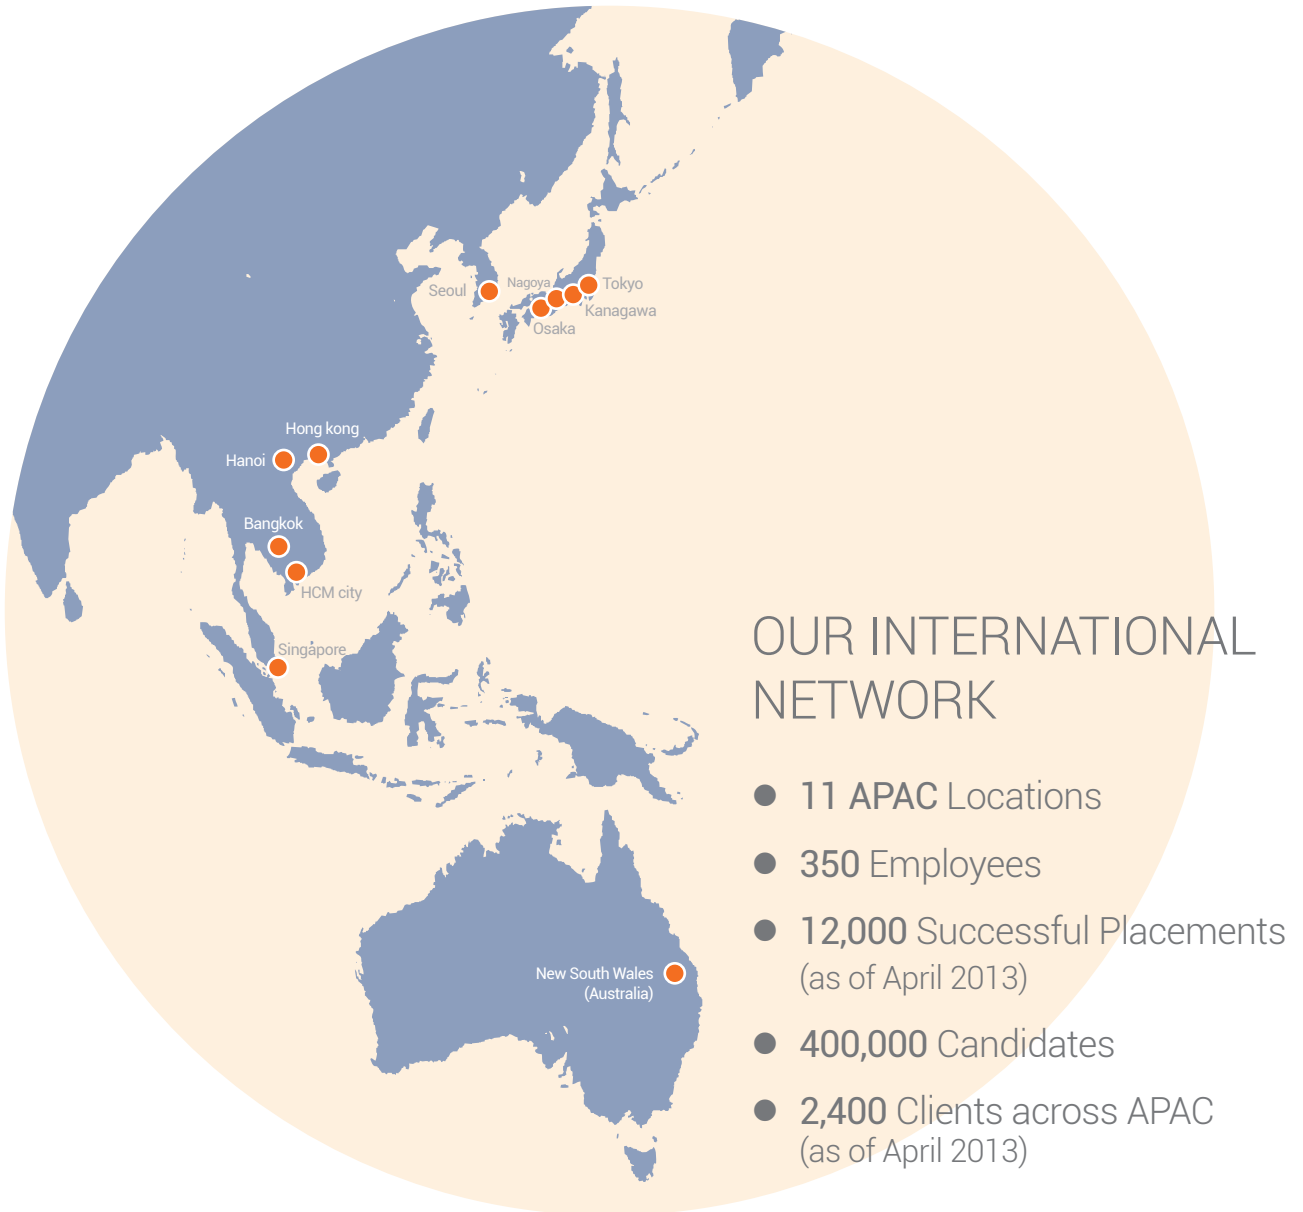 Seoul
Nagoya
Tokyo
Kanagawa
Osaka
Hong kong
Hanoi
Bangkok
HCM city
Singapore
New South Wales
(Australia)
OUR INTERNATIONAL
NETWORK
● 11 APAC Locations
● 350 Employees
● 12,000 Successful Placements
(as of April 2013)
● 400,000 Candidates
● 2,400 Clients across APAC
(as of April 2013)